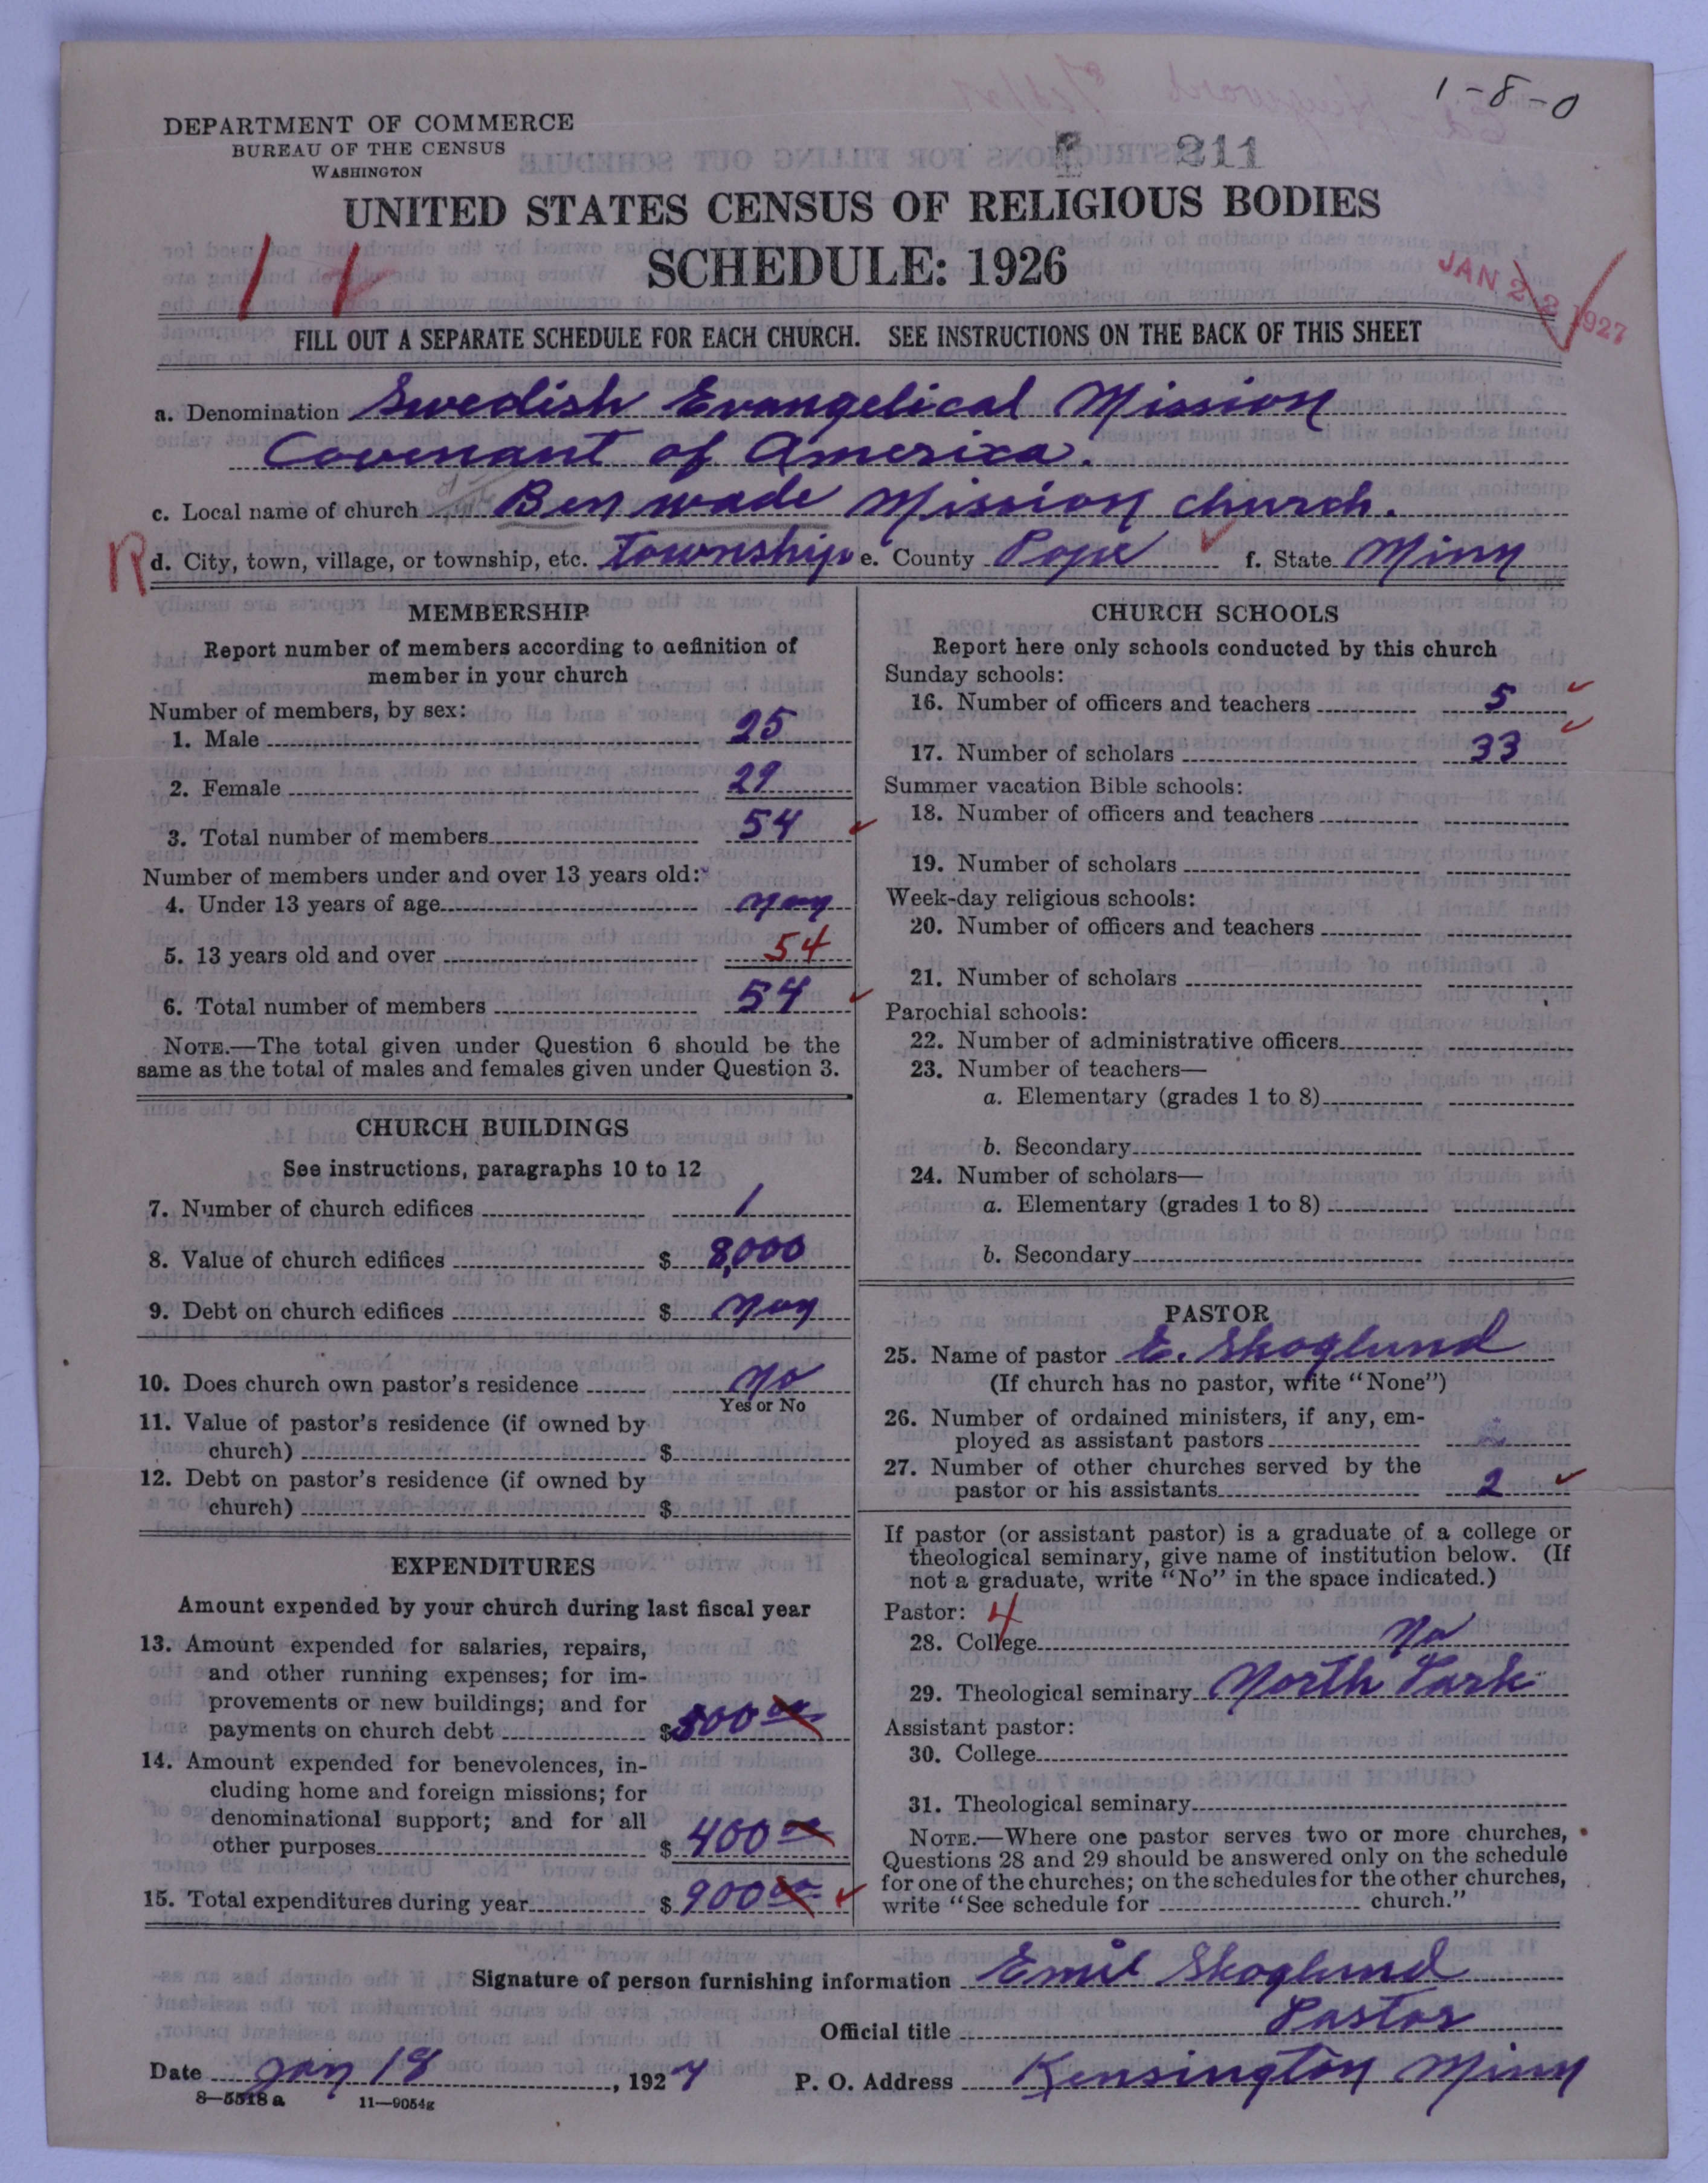 1-8-0
DEPARTMENT OF COMMERCE
BUREAU OF THE CENSUS
WASHINGTON
211
UNITED STATES CENSUS OF RELIGIOUS BODIES
SCHEDULE: 1926
JAN 22 1927
FILL OUT A SEPARATE SCHEDULE FOR EACH CHURCH. SEE INSTRUCTIONS ON THE BACK OF THIS SHEET
a. Denomination Swedish Evangelical Mission
Covenant of America.
c. Local name of church Ben wade Mission church.
R d. City, town, village, or township, etc. Township e. County Pope f. State Minn
MEMBERSHIP
Report number of members according to definition of
member in your church
Number of members, by sex:
1. Male 25
2. Female 29
3. Total number of members 54
Number of members under and over 13 years old:
4. Under 13 years of age
5. 13 years old and over 54
6. Total number of members 54
NOTE.—The total given under Question 6 should be the
same as the total of males and females given under Question 3.
CHURCH BUILDINGS
See instructions, paragraphs 10 to 12
7. Number of church edifices 1
8. Value of church edifices $ 8,000
9. Debt on church edifices $
10. Does church own pastor's residence No
Yes or No
11. Value of pastor's residence (if owned by
church) $
12. Debt on pastor's residence (if owned by
church) $
EXPENDITURES
Amount expended by your church during last fiscal year
13. Amount expended for salaries, repairs,
and other running expenses; for im-
provements or new buildings; and for
payments on church debt $ 500 00
14. Amount expended for benevolences, in-
cluding home and foreign missions; for
denominational support; and for all
other purposes $ 400 00
15. Total expenditures during year $ 900 00
CHURCH SCHOOLS
Report here only schools conducted by this church
Sunday schools:
16. Number of officers and teachers 5
17. Number of scholars 33
Summer vacation Bible schools:
18. Number of officers and teachers
19. Number of scholars
Week-day religious schools:
20. Number of officers and teachers
21. Number of scholars
Parochial schools:
22. Number of administrative officers
23. Number of teachers—
a. Elementary (grades 1 to 8)
b. Secondary
24. Number of scholars—
a. Elementary (grades 1 to 8)
b. Secondary
PASTOR
25. Name of pastor E. Skoglund
(If church has no pastor, write "None")
26. Number of ordained ministers, if any, em-
ployed as assistant pastors
27. Number of other churches served by the
pastor or his assistants 2
If pastor (or assistant pastor) is a graduate of a college or
theological seminary, give name of institution below. (If
not a graduate, write "No" in the space indicated.)
Pastor: 4
28. College No
29. Theological seminary North Park
Assistant pastor:
30. College
31. Theological seminary
NOTE.—Where one pastor serves two or more churches,
Questions 28 and 29 should be answered only on the schedule
for one of the churches; on the schedules for the other churches,
write "See schedule for church."
Signature of person furnishing information Emil Skoglund
Official title Pastor
Date Jan 18, 1927 P. O. Address Kensington Minn
8—5518 a 11—9054g